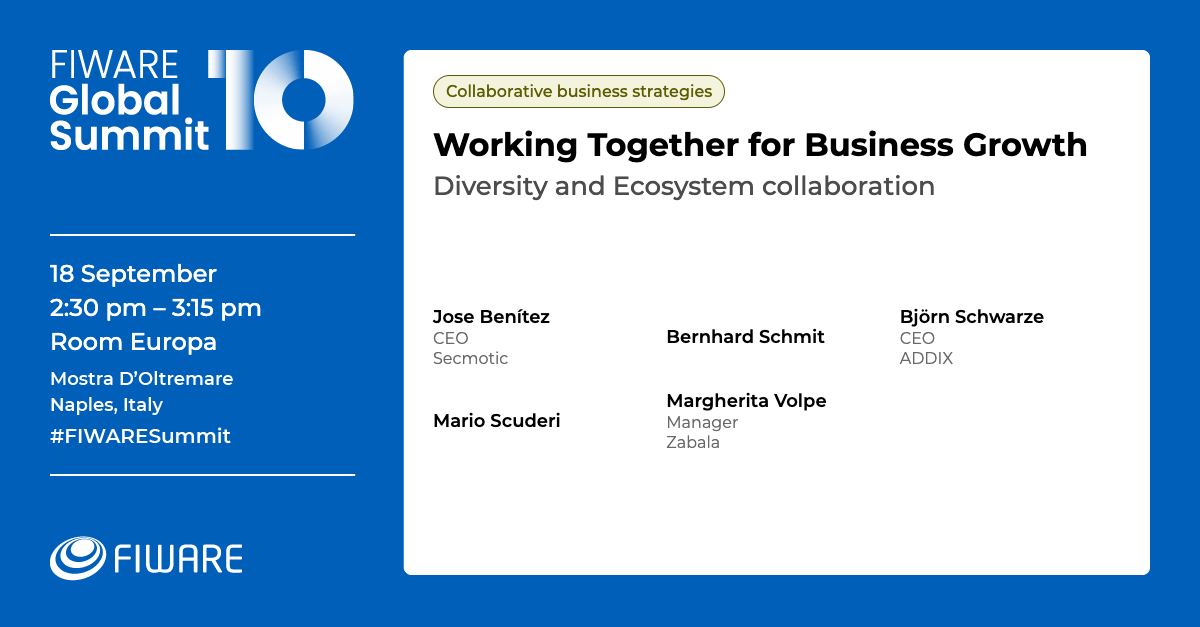 FIWARE
Global
Summit
10
18 September
2:30 pm – 3:15 pm
Room Europa
Mostra D’Oltremare
Naples, Italy
#FIWARESummit
FIWARE
Collaborative business strategies
Working Together for Business Growth
Diversity and Ecosystem collaboration
Jose Benítez
CEO
Secmotic
Bernhard Schmit
Björn Schwarze
CEO
ADDIX
Mario Scuderi
Margherita Volpe
Manager
Zabala